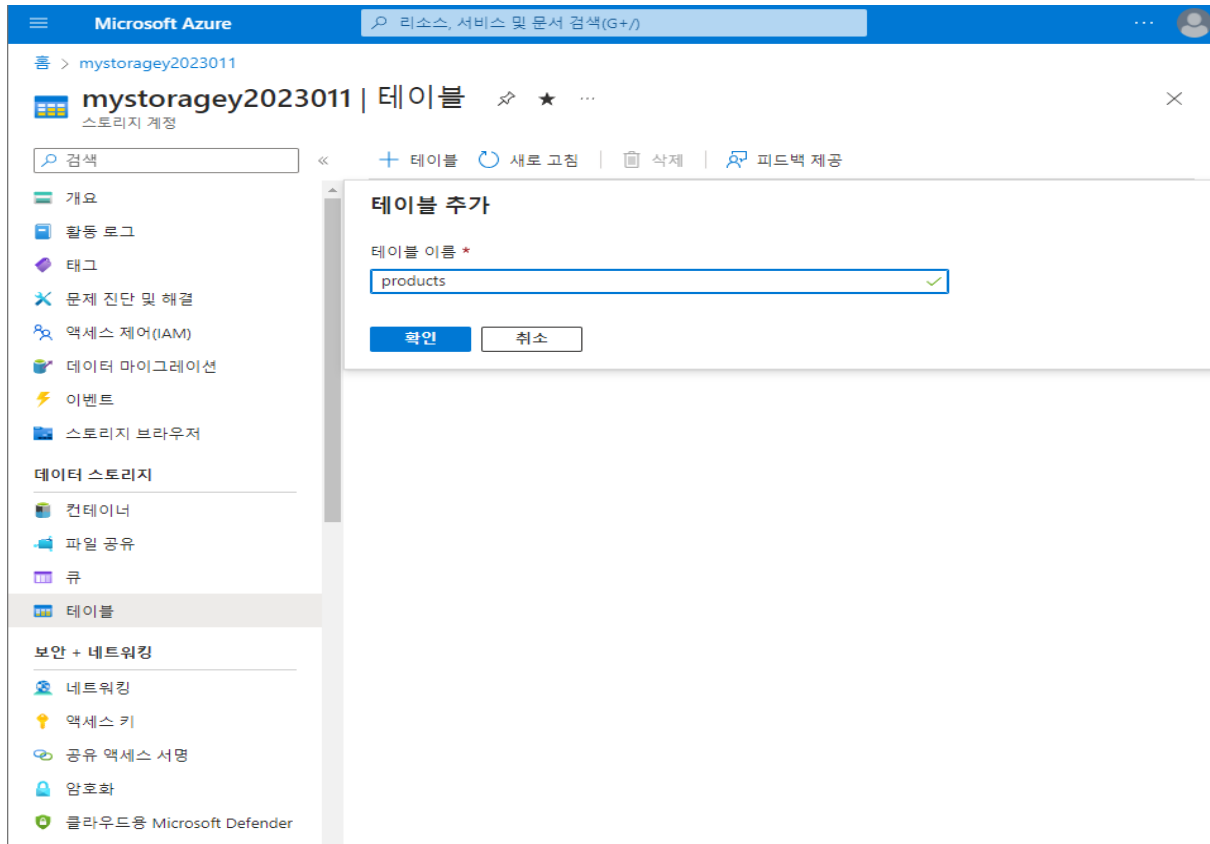 Microsoft Azure
리소스, 서비스 및 문서 검색(G+/)
홈 > mystoragey2023011
mystoragey2023011 | 테이블
스토리지 계정
검색
+ 테이블 새로 고침 삭제 피드백 제공
개요
활동 로그
태그
문제 진단 및 해결
액세스 제어(IAM)
데이터 마이그레이션
이벤트
스토리지 브라우저
데이터 스토리지
컨테이너
파일 공유
큐
테이블
보안 + 네트워킹
네트워킹
액세스 키
공유 액세스 서명
암호화
클라우드용 Microsoft Defender
테이블 추가
테이블 이름 *
products
확인 취소